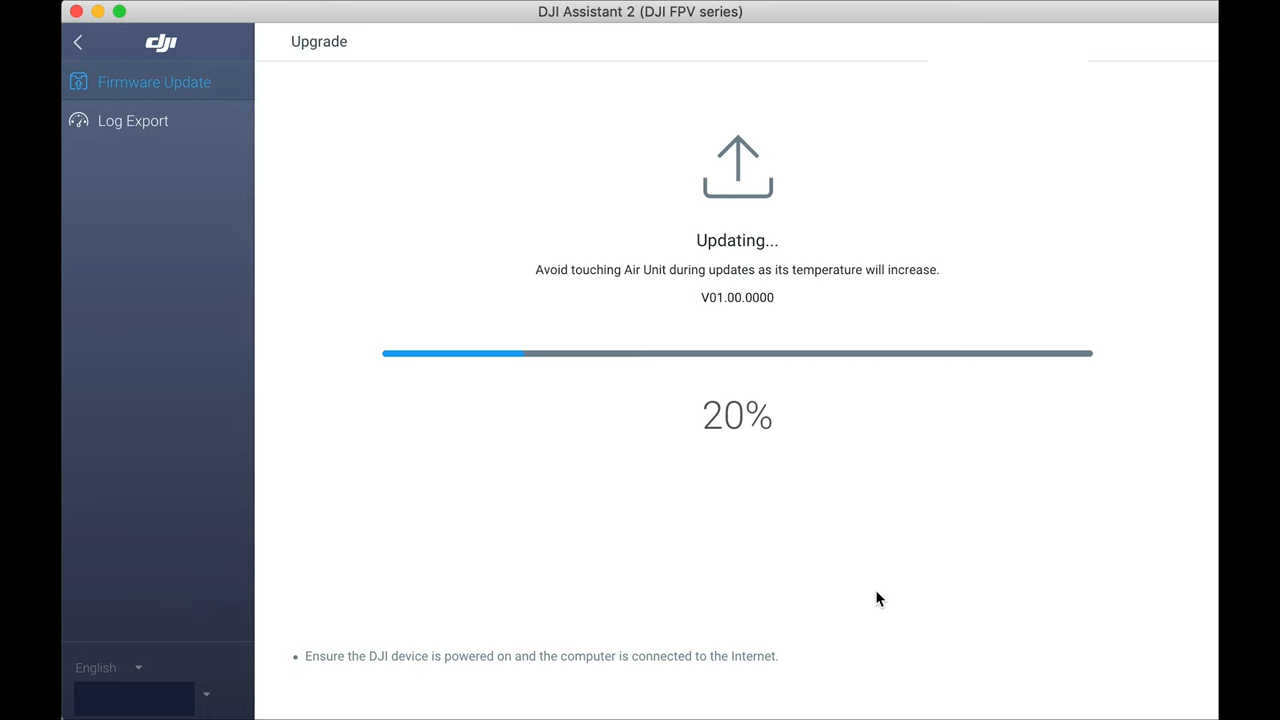 DJI Assistant 2 (DJI FPV series)
dji
Upgrade
Firmware Update
Log Export
Updating...
Avoid touching Air Unit during updates as its temperature will increase.
V01.00.0000
20%
Ensure the DJI device is powered on and the computer is connected to the Internet.
English